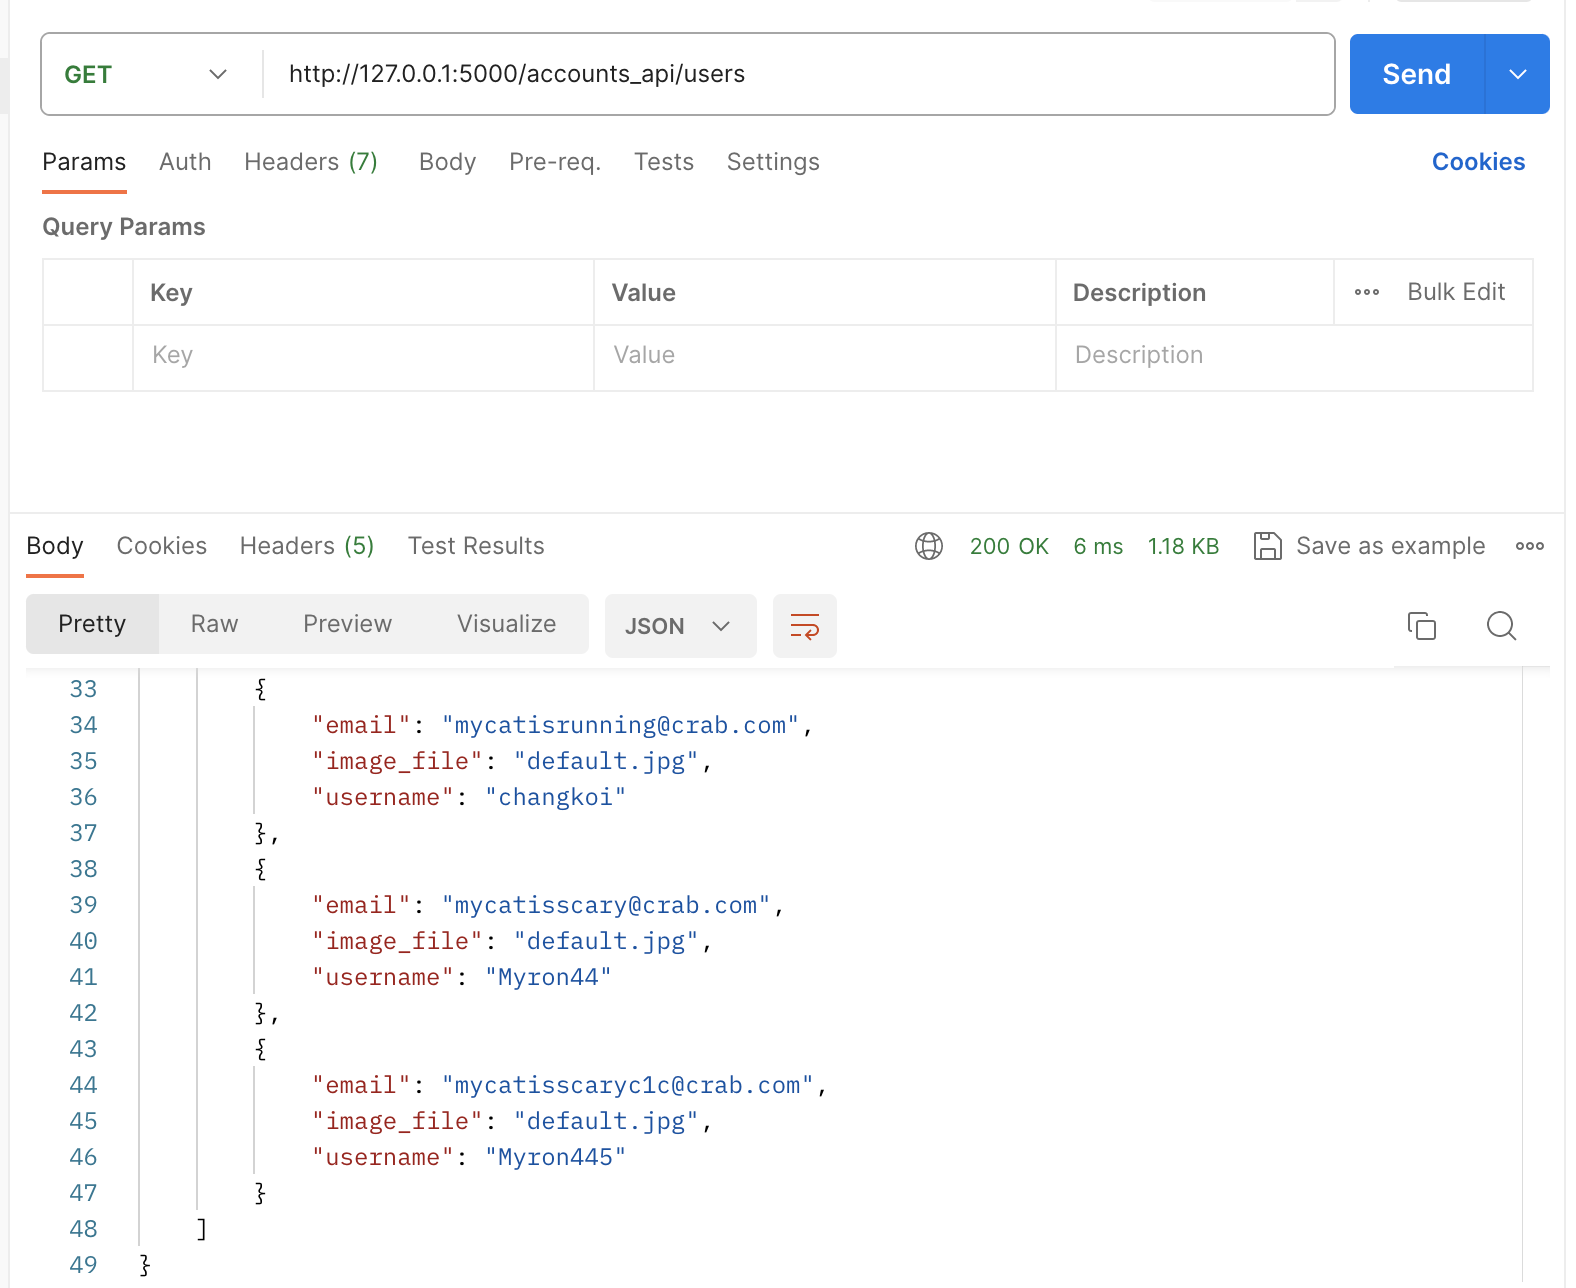 GET http://127.0.0.1:5000/accounts_api/users Send
Params Auth Headers (7) Body Pre-req. Tests Settings Cookies
Query Params
Key Value Description Bulk Edit
Key Value Description
Body Cookies Headers (5) Test Results 200 OK 6 ms 1.18 KB Save as example
Pretty Raw Preview Visualize JSON
33 {
34 "email": "mycatisrunning@crab.com",
35 "image_file": "default.jpg",
36 "username": "changkoi"
37 },
38 {
39 "email": "mycatisscary@crab.com",
40 "image_file": "default.jpg",
41 "username": "Myron44"
42 },
43 {
44 "email": "mycatisscaryc1c@crab.com",
45 "image_file": "default.jpg",
46 "username": "Myron445"
47 }
48 ]
49 }